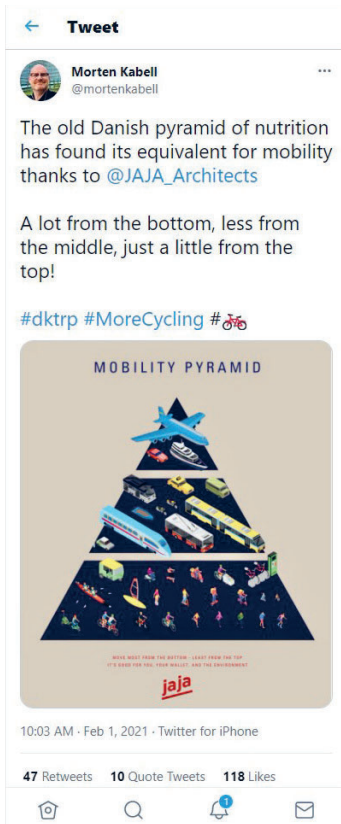 Tweet
Morten Kabell
@mortenkabell
The old Danish pyramid of nutrition
has found its equivalent for mobility
thanks to @JAJA_Architects
A lot from the bottom, less from
the middle, just a little from the
top!
#dktrp #MoreCycling #🚲
MOBILITY PYRAMID
MOVE MOST FROM THE BOTTOM - LEAST FROM THE TOP
IT'S GOOD FOR YOU, YOUR WALLET, AND THE ENVIRONMENT
jaja
10:03 AM · Feb 1, 2021 · Twitter for iPhone
47 Retweets 10 Quote Tweets 118 Likes
1